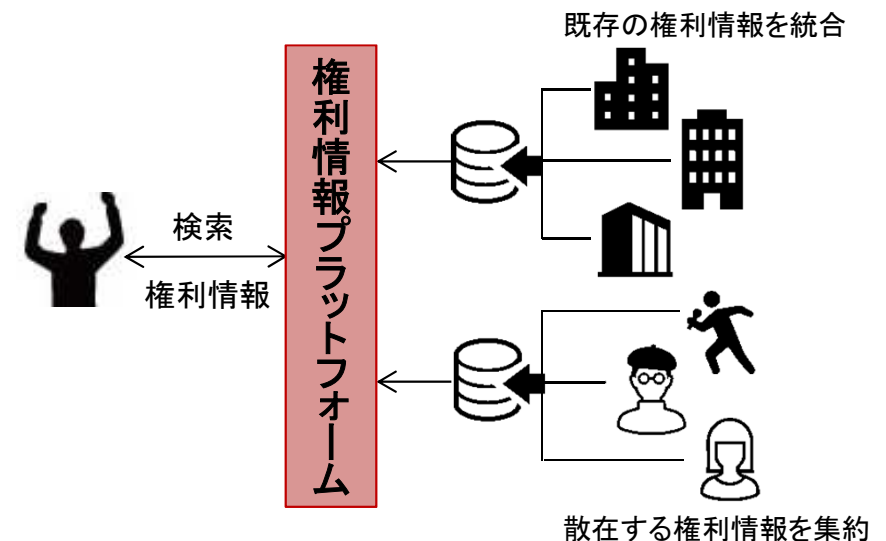 既存の権利情報を統合
権利情報プラットフォーム
検索
権利情報
散在する権利情報を集約